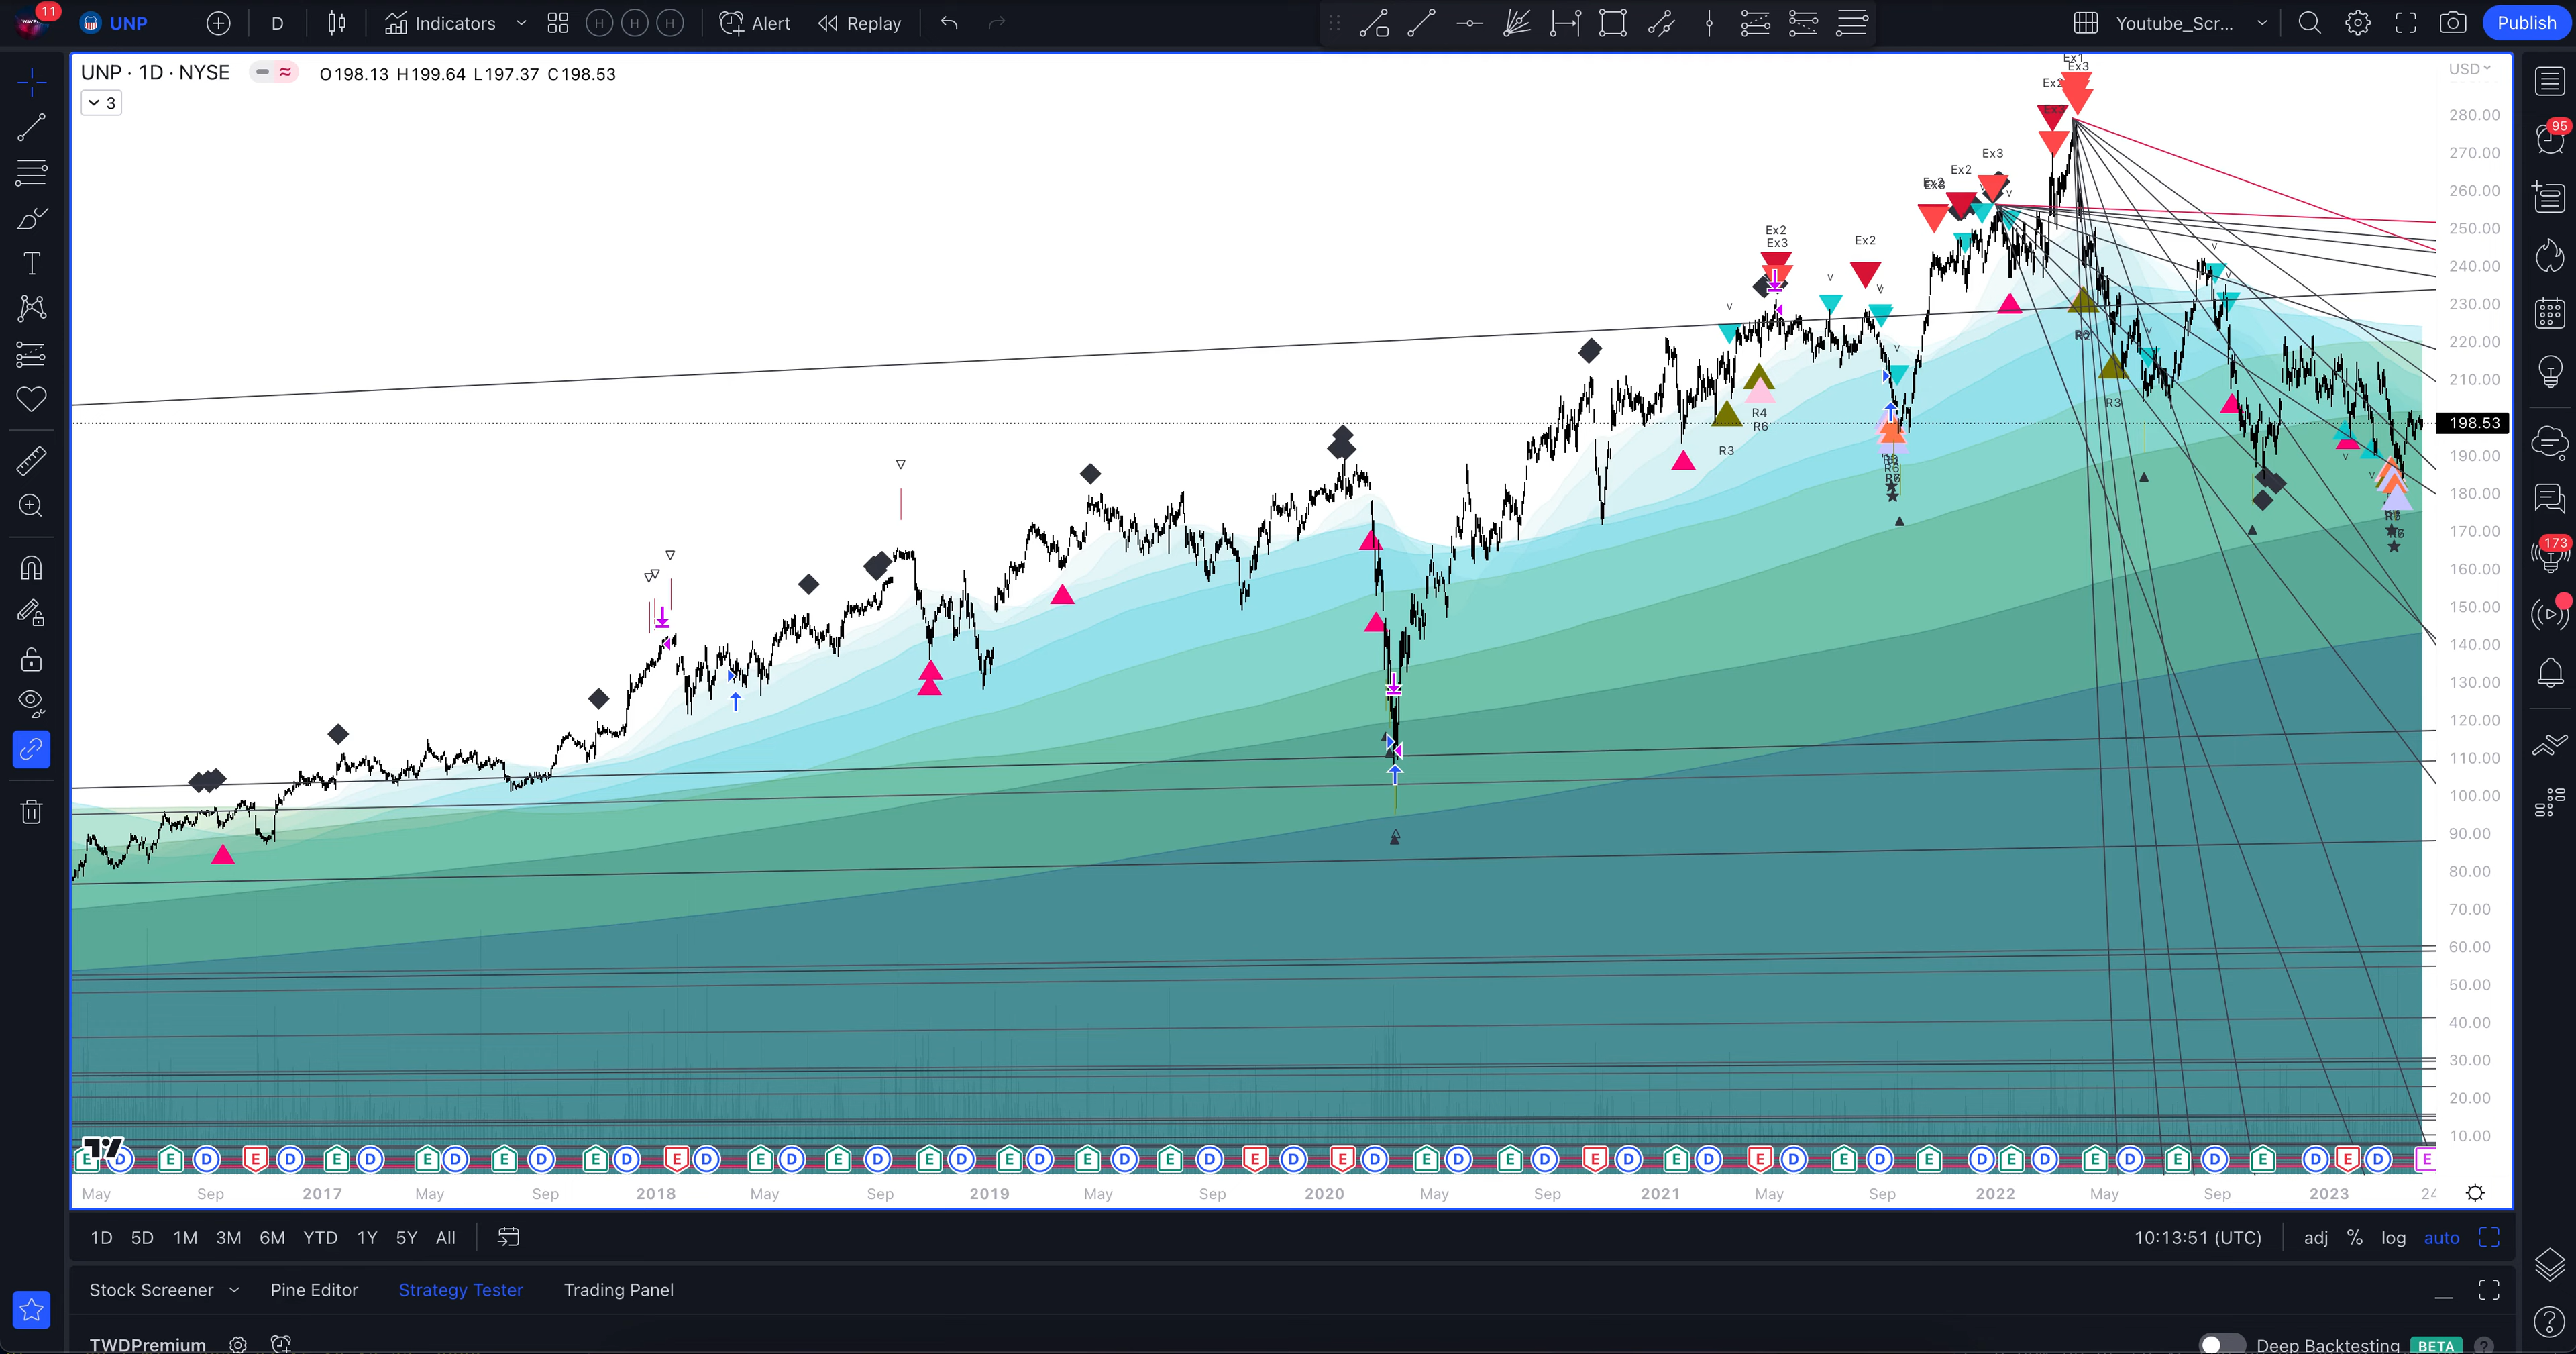 11 UNP D Indicators H H H Alert Replay Youtube_Scr... Publish
UNP · 1D · NYSE O198.13 H199.64 L197.37 C198.53
3
USD
Ex1
Ex3
Ex2
280.00
270.00
260.00
250.00
240.00
230.00
220.00
210.00
198.53
190.00
180.00
170.00
160.00
150.00
140.00
130.00
120.00
110.00
100.00
90.00
80.00
70.00
60.00
50.00
40.00
30.00
20.00
10.00
Ex3
Ex2
Ex2
Ex3
Ex2
R4
R6
R3
R3
95
173
E D E D E D E D E D E D E D E D E D E D E D E D E D E D E D E D E D E D E D E D E D E D E D E D E D E D E D E
May Sep 2017 May Sep 2018 May Sep 2019 May Sep 2020 May Sep 2021 May Sep 2022 May Sep 2023
1D 5D 1M 3M 6M YTD 1Y 5Y All 10:13:51 (UTC) adj % log auto
Stock Screener Pine Editor Strategy Tester Trading Panel
TWDPremium Deep Backtesting BETA